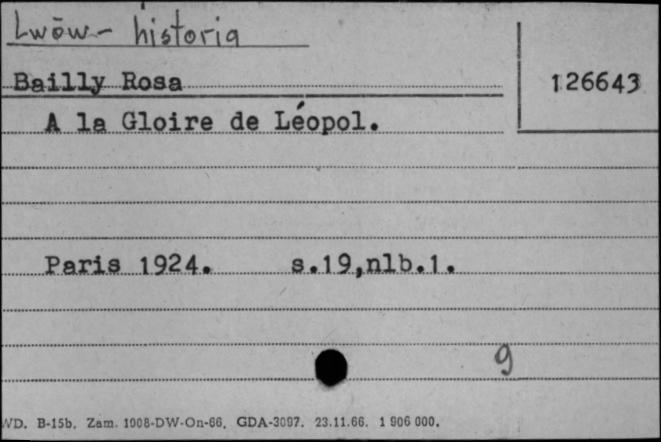 Lwów - historia
Bailly Rosa
126643
A la Gloire de Léopol.
Paris 1924. s.19,nlb.1.
9
WD. B-15b. Zam. 1008-DW-On-66. GDA-3097. 23.11.66. 1 906 000.